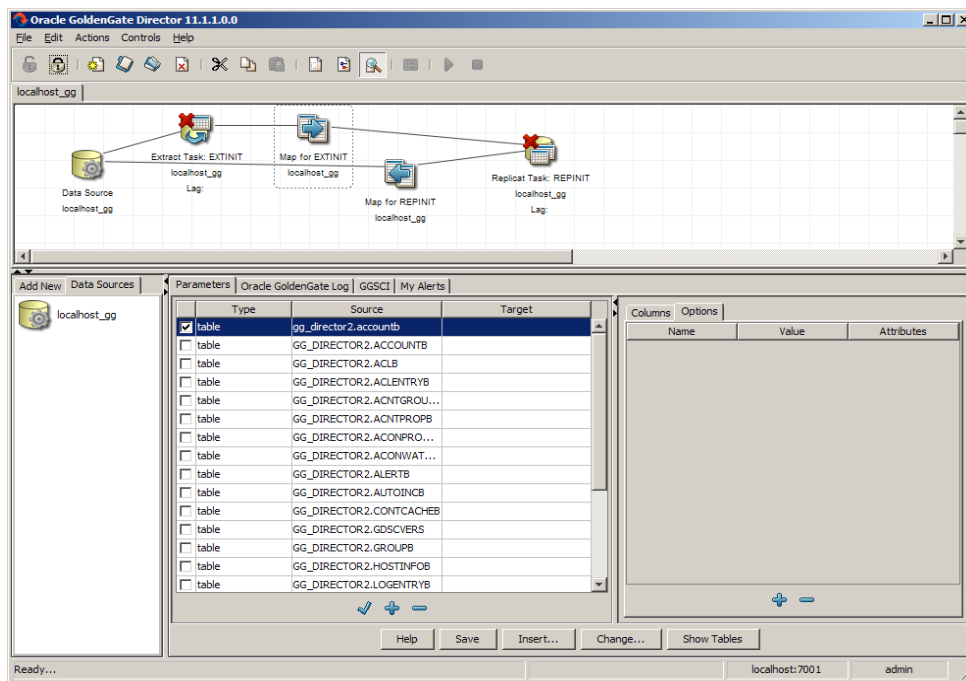 Oracle GoldenGate Director 11.1.1.0.0
File Edit Actions Controls Help
localhost_gg
Extract Task: EXTINIT
localhost_gg
Lag:
Map for EXTINIT
localhost_gg
Data Source
localhost_gg
Map for REPINIT
localhost_gg
Replicat Task: REPINIT
localhost_gg
Lag:
Add New Data Sources
localhost_gg
Parameters Oracle GoldenGate Log GGSCI My Alerts
Type Source Target
table gg_director2.accountb
table GG_DIRECTOR2.ACCOUNTB
table GG_DIRECTOR2.ACLB
table GG_DIRECTOR2.ACLENTRYB
table GG_DIRECTOR2.ACNTGROU...
table GG_DIRECTOR2.ACNTPROPB
table GG_DIRECTOR2.ACONPRO...
table GG_DIRECTOR2.ACONWAT...
table GG_DIRECTOR2.ALERTB
table GG_DIRECTOR2.AUTOINCB
table GG_DIRECTOR2.CONTCACHEB
table GG_DIRECTOR2.GDSCVERS
table GG_DIRECTOR2.GROUPB
table GG_DIRECTOR2.HOSTINFOB
table GG_DIRECTOR2.LOGENTRYB
Columns Options
Name Value Attributes
Help Save Insert... Change... Show Tables
Ready... localhost:7001 admin